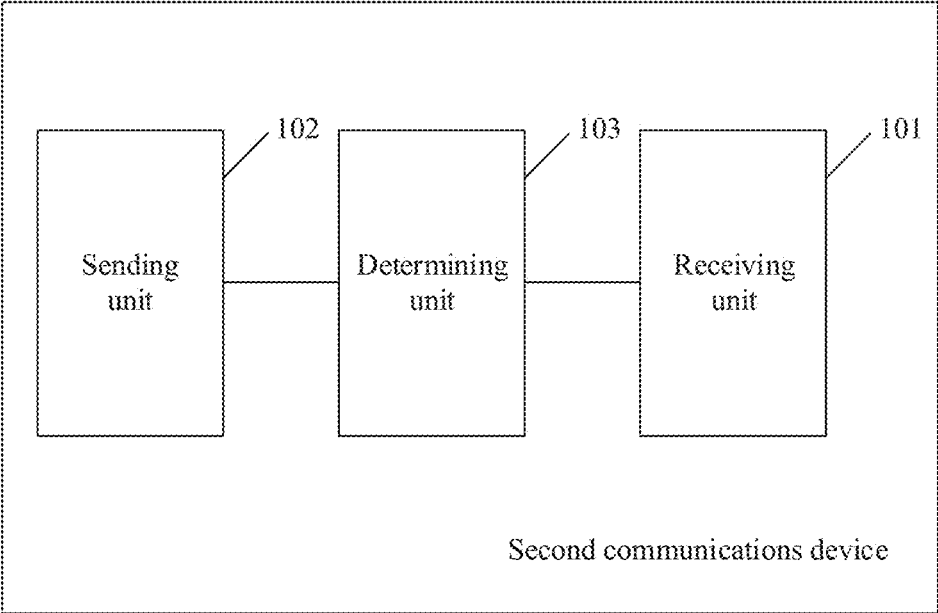 102
103
101
Sending
unit
Determining
unit
Receiving
unit
Second communications device